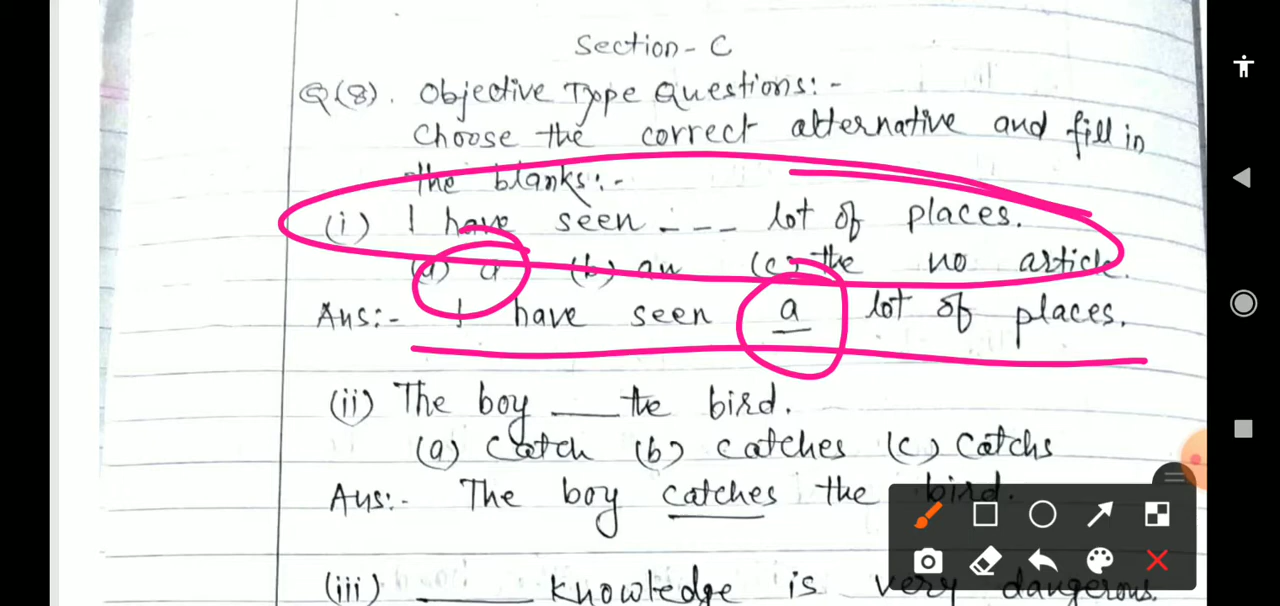 Section - C
Q(8). Objective Type Questions:-
Choose the correct alternative and fill in
the blanks:-
(i) I have seen --- lot of places.
(a) a (b) an (c) the no article.
Ans:- I have seen a lot of places.
(ii) The boy ___ the bird.
(a) Catch (b) catches (c) Catchs
Ans:- The boy catches the bird.
(iii) ___ knowledge is very dangerous.